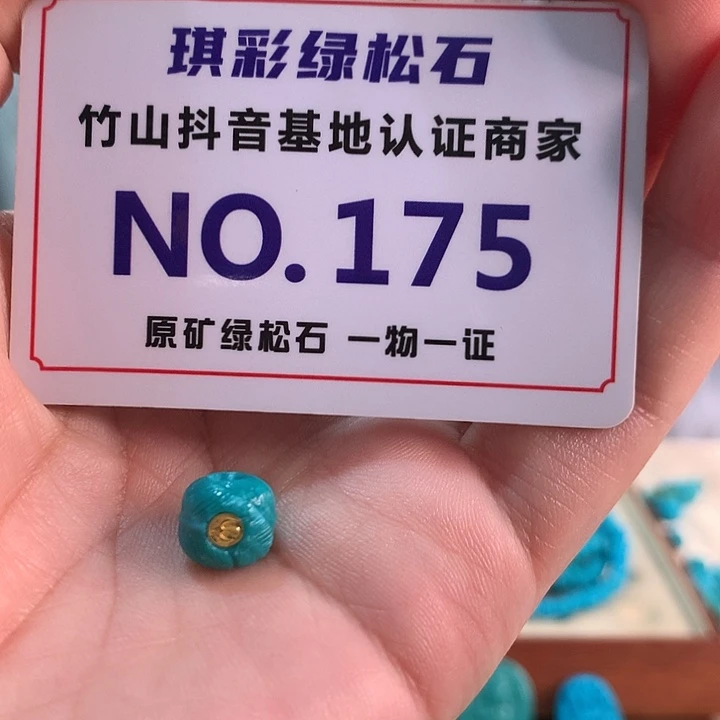 琪彩绿松石
竹山抖音基地认证商家
NO.175
原矿绿松石 一物一证